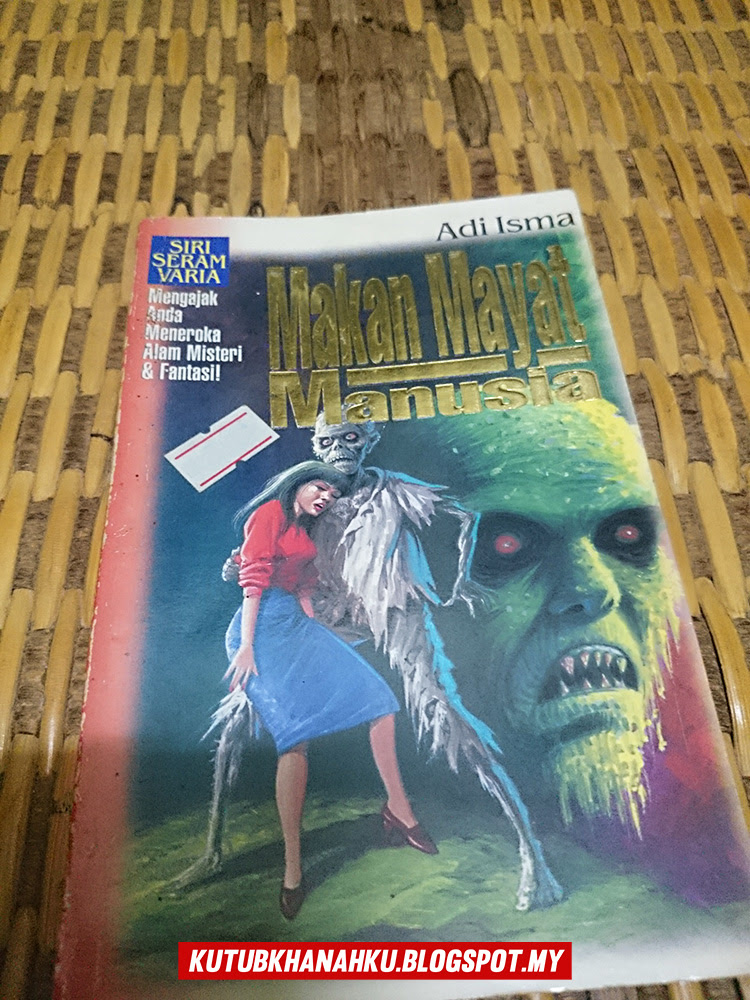 Adi Isma
SIRI
SERAM
VARIA
Mengajak
Anda
Meneroka
Alam Misteri
& Fantasi!
Makan Mayat
Manusia
KUTUBKHANAHKU.BLOGSPOT.MY